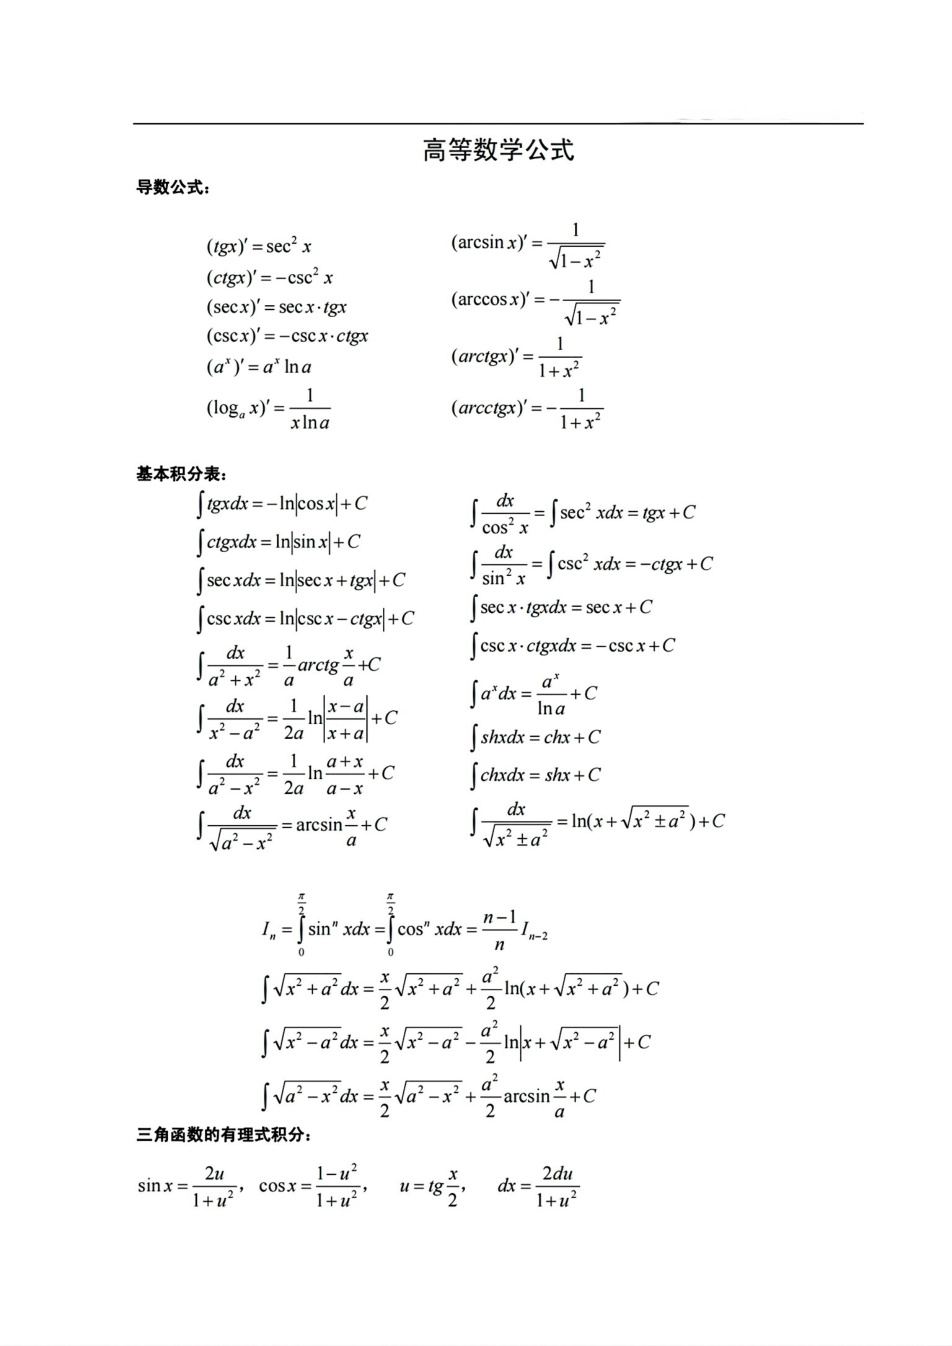 高等数学公式
导数公式：
(tgx)′ = sec² x
(ctgx)′ = −csc² x
(sec x)′ = sec x · tgx
(csc x)′ = −csc x · ctgx
(aˣ)′ = aˣ ln a
(logₐ x)′ = 1/(x ln a)
(arcsin x)′ = 1/√(1−x²)
(arccos x)′ = −1/√(1−x²)
(arctgx)′ = 1/(1+x²)
(arcctgx)′ = −1/(1+x²)
基本积分表：
∫tgxdx = −ln|cos x| + C
∫ctgxdx = ln|sin x| + C
∫sec xdx = ln|sec x + tgx| + C
∫csc xdx = ln|csc x − ctgx| + C
∫dx/(a²+x²) = (1/a) arctg (x/a) + C
∫dx/(x²−a²) = (1/2a) ln|(x−a)/(x+a)| + C
∫dx/(a²−x²) = (1/2a) ln (a+x)/(a−x) + C
∫dx/√(a²−x²) = arcsin (x/a) + C
∫dx/cos² x = ∫sec² xdx = tgx + C
∫dx/sin² x = ∫csc² xdx = −ctgx + C
∫sec x · tgxdx = sec x + C
∫csc x · ctgxdx = −csc x + C
∫aˣdx = aˣ/ln a + C
∫shxdx = chx + C
∫chxdx = shx + C
∫dx/√(x²±a²) = ln(x + √(x²±a²)) + C
Iₙ = ∫₀^(π/2) sinⁿ xdx = ∫₀^(π/2) cosⁿ xdx = ((n−1)/n) Iₙ₋₂
∫√(x²+a²)dx = (x/2)√(x²+a²) + (a²/2) ln(x + √(x²+a²)) + C
∫√(x²−a²)dx = (x/2)√(x²−a²) − (a²/2) ln|x + √(x²−a²)| + C
∫√(a²−x²)dx = (x/2)√(a²−x²) + (a²/2) arcsin (x/a) + C
三角函数的有理式积分：
sin x = 2u/(1+u²)， cos x = (1−u²)/(1+u²)， u = tg (x/2)， dx = 2du/(1+u²)